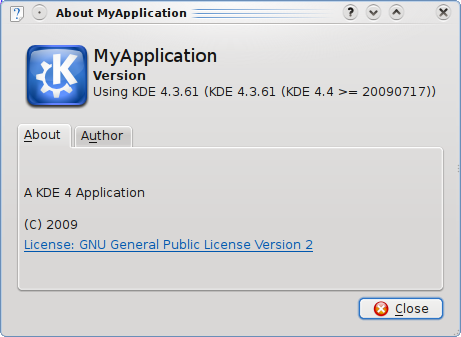 About MyApplication
MyApplication
Version
Using KDE 4.3.61 (KDE 4.3.61 (KDE 4.4 >= 20090717))
About Author
A KDE 4 Application
(C) 2009
License: GNU General Public License Version 2
Close